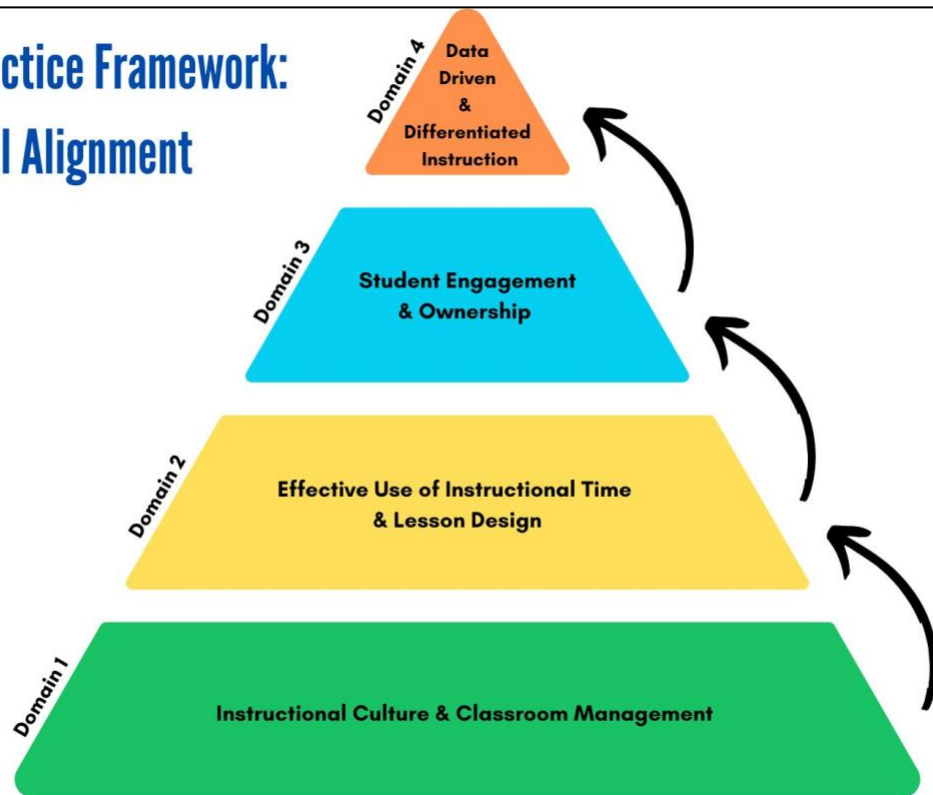 ctice Framework:
l Alignment
Domain 4
Data
Driven
&
Differentiated
Instruction
Domain 3
Student Engagement
& Ownership
Domain 2
Effective Use of Instructional Time
& Lesson Design
Domain 1
Instructional Culture & Classroom Management